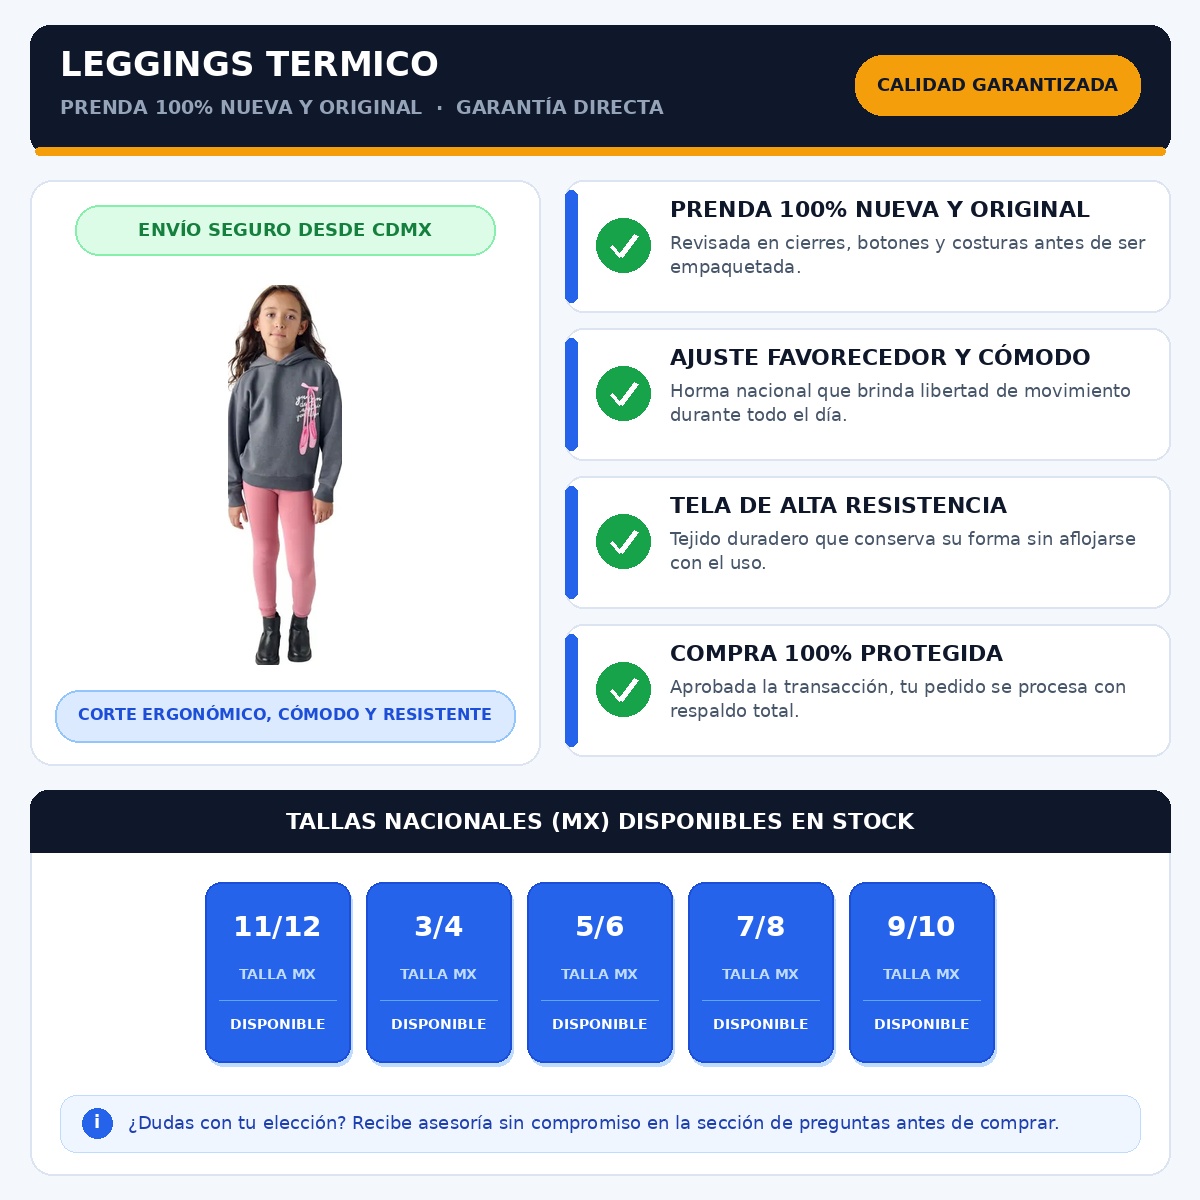 LEGGINGS TERMICO
PRENDA 100% NUEVA Y ORIGINAL · GARANTÍA DIRECTA
CALIDAD GARANTIZADA
ENVÍO SEGURO DESDE CDMX
CORTE ERGONÓMICO, CÓMODO Y RESISTENTE
PRENDA 100% NUEVA Y ORIGINAL
Revisada en cierres, botones y costuras antes de ser
empaquetada.
AJUSTE FAVORECEDOR Y CÓMODO
Horma nacional que brinda libertad de movimiento
durante todo el día.
TELA DE ALTA RESISTENCIA
Tejido duradero que conserva su forma sin aflojarse
con el uso.
COMPRA 100% PROTEGIDA
Aprobada la transacción, tu pedido se procesa con
respaldo total.
TALLAS NACIONALES (MX) DISPONIBLES EN STOCK
11/12
TALLA MX
DISPONIBLE
3/4
TALLA MX
DISPONIBLE
5/6
TALLA MX
DISPONIBLE
7/8
TALLA MX
DISPONIBLE
9/10
TALLA MX
DISPONIBLE
i
¿Dudas con tu elección? Recibe asesoría sin compromiso en la sección de preguntas antes de comprar.